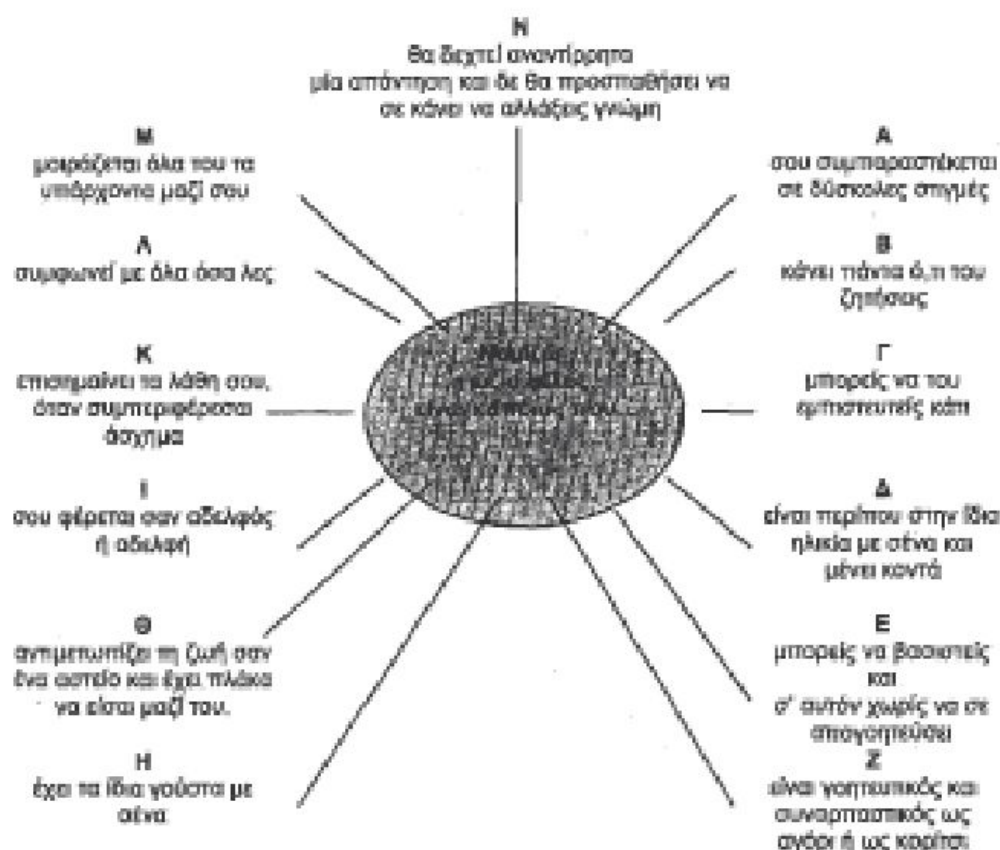 Ν
θα δεχτεί αναντίρρητα
μία απάντηση και δε θα προσπαθήσει να
σε κάνει να αλλάξεις γνώμη
Α
σου συμπαραστέκεται
σε δύσκολες στιγμές
Β
κάνει πάντα ό,τι του
ζητήσεις
Γ
μπορείς να του
εμπιστευτείς κάτι
Δ
είναι περίπου στην ίδια
ηλικία με σένα και
μένει κοντά
Ε
μπορείς να βασιστείς
και
σ' αυτόν χωρίς να σε
απογοητεύσει
Ζ
είναι γοητευτικός και
συναρπαστικός ως
αγόρι ή ως κορίτσι
Η
έχει τα ίδια γούστα με
σένα
Θ
αντιμετωπίζει τη ζωή σαν
ένα αστείο και έχει πλάκα
να είσαι μαζί του.
Ι
σου φέρεται σαν αδελφός
ή αδελφή
Κ
επισημαίνει τα λάθη σου,
όταν συμπεριφέρεσαι
άσχημα
Λ
συμφωνεί με όλα όσα λες
Μ
μοιράζεται όλα του τα
υπάρχοντα μαζί σου
είναι κάποιος που